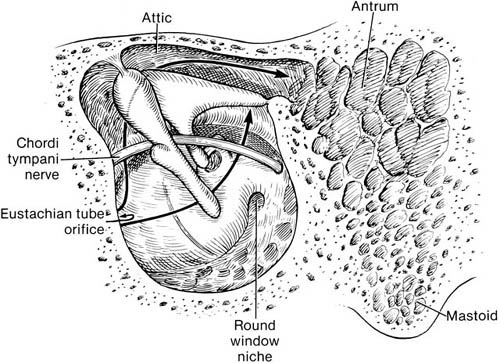 Attic
Antrum
Chordi
tympani
nerve
Eustachian tube
orifice
Round
window
niche
Mastoid